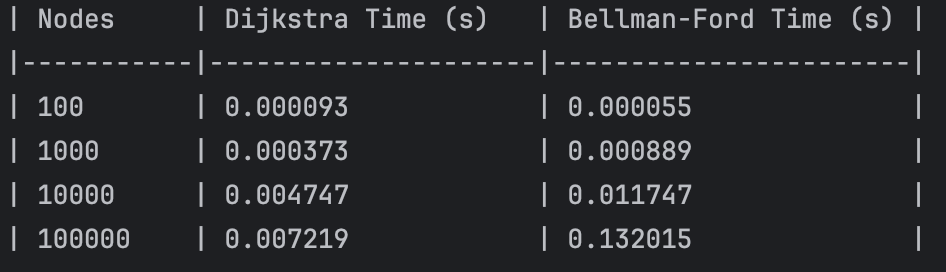 | Nodes     | Dijkstra Time (s)   | Bellman-Ford Time (s) |
|-----------|---------------------|-----------------------|
| 100       | 0.000093            | 0.000055              |
| 1000      | 0.000373            | 0.000889              |
| 10000     | 0.004747            | 0.011747              |
| 100000    | 0.007219            | 0.132015              |